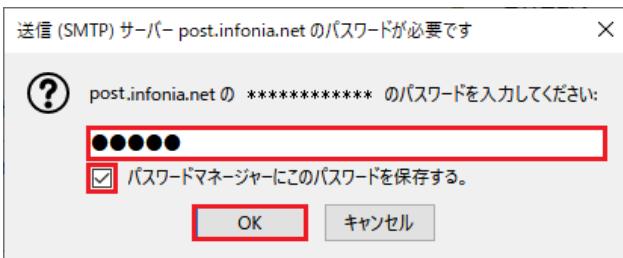 送信 (SMTP) サーバー post.infonia.net のパスワードが必要です
post.infonia.net の ************ のパスワードを入力してください:
●●●●●
パスワードマネージャーにこのパスワードを保存する。
OK キャンセル